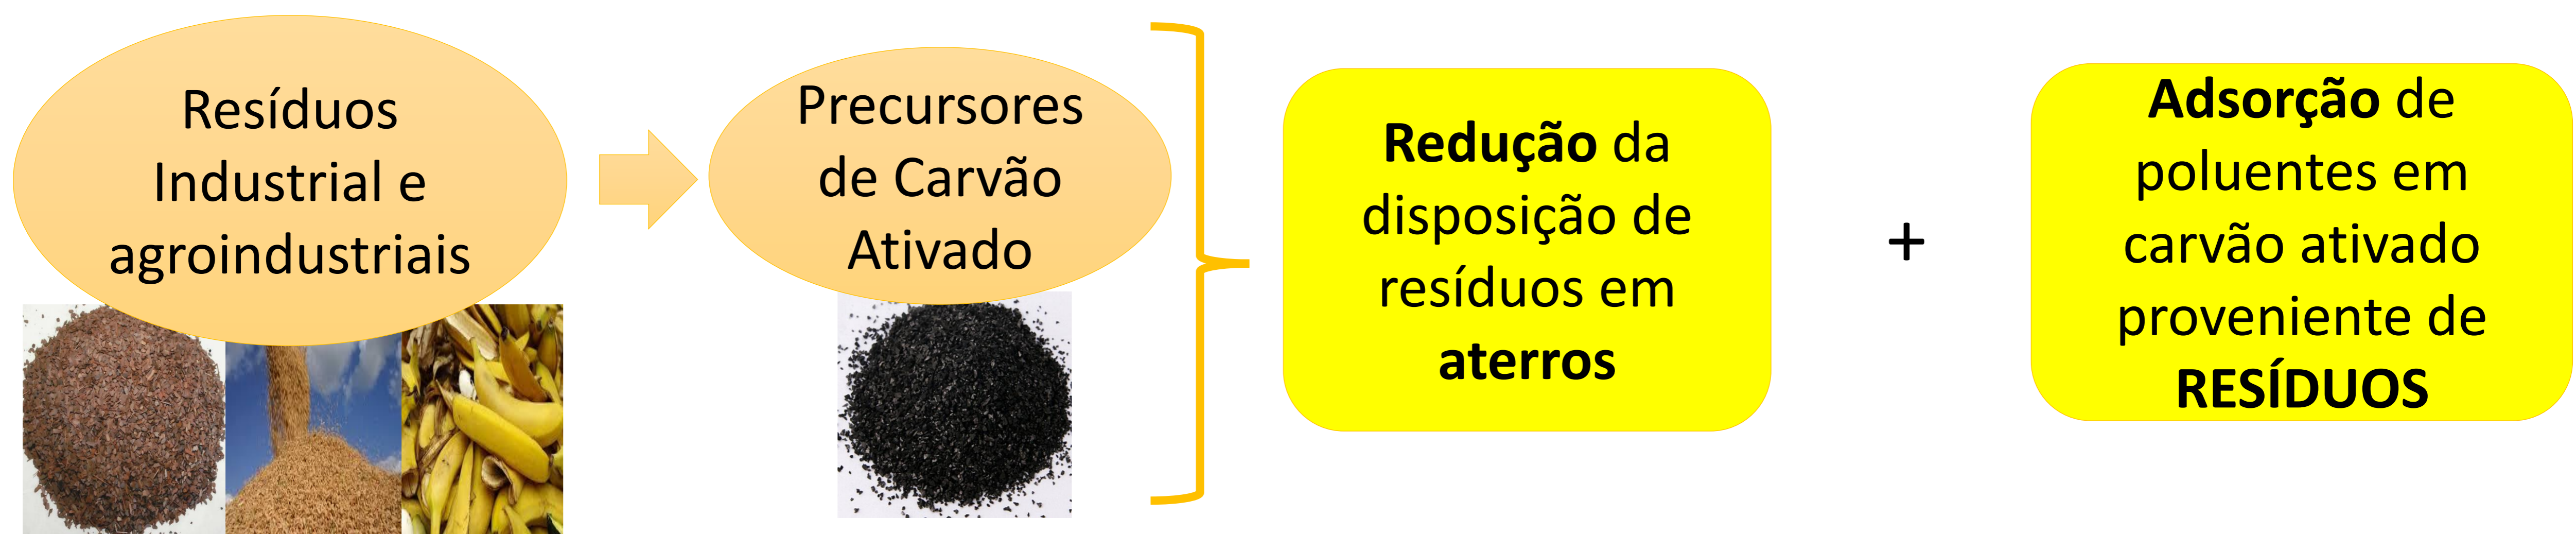 Resíduos
Industrial e
agroindustriais
Precursores
de Carvão
Ativado
Redução da
disposição de
resíduos em
aterros
+
Adsorção de
poluentes em
carvão ativado
proveniente de
RESÍDUOS